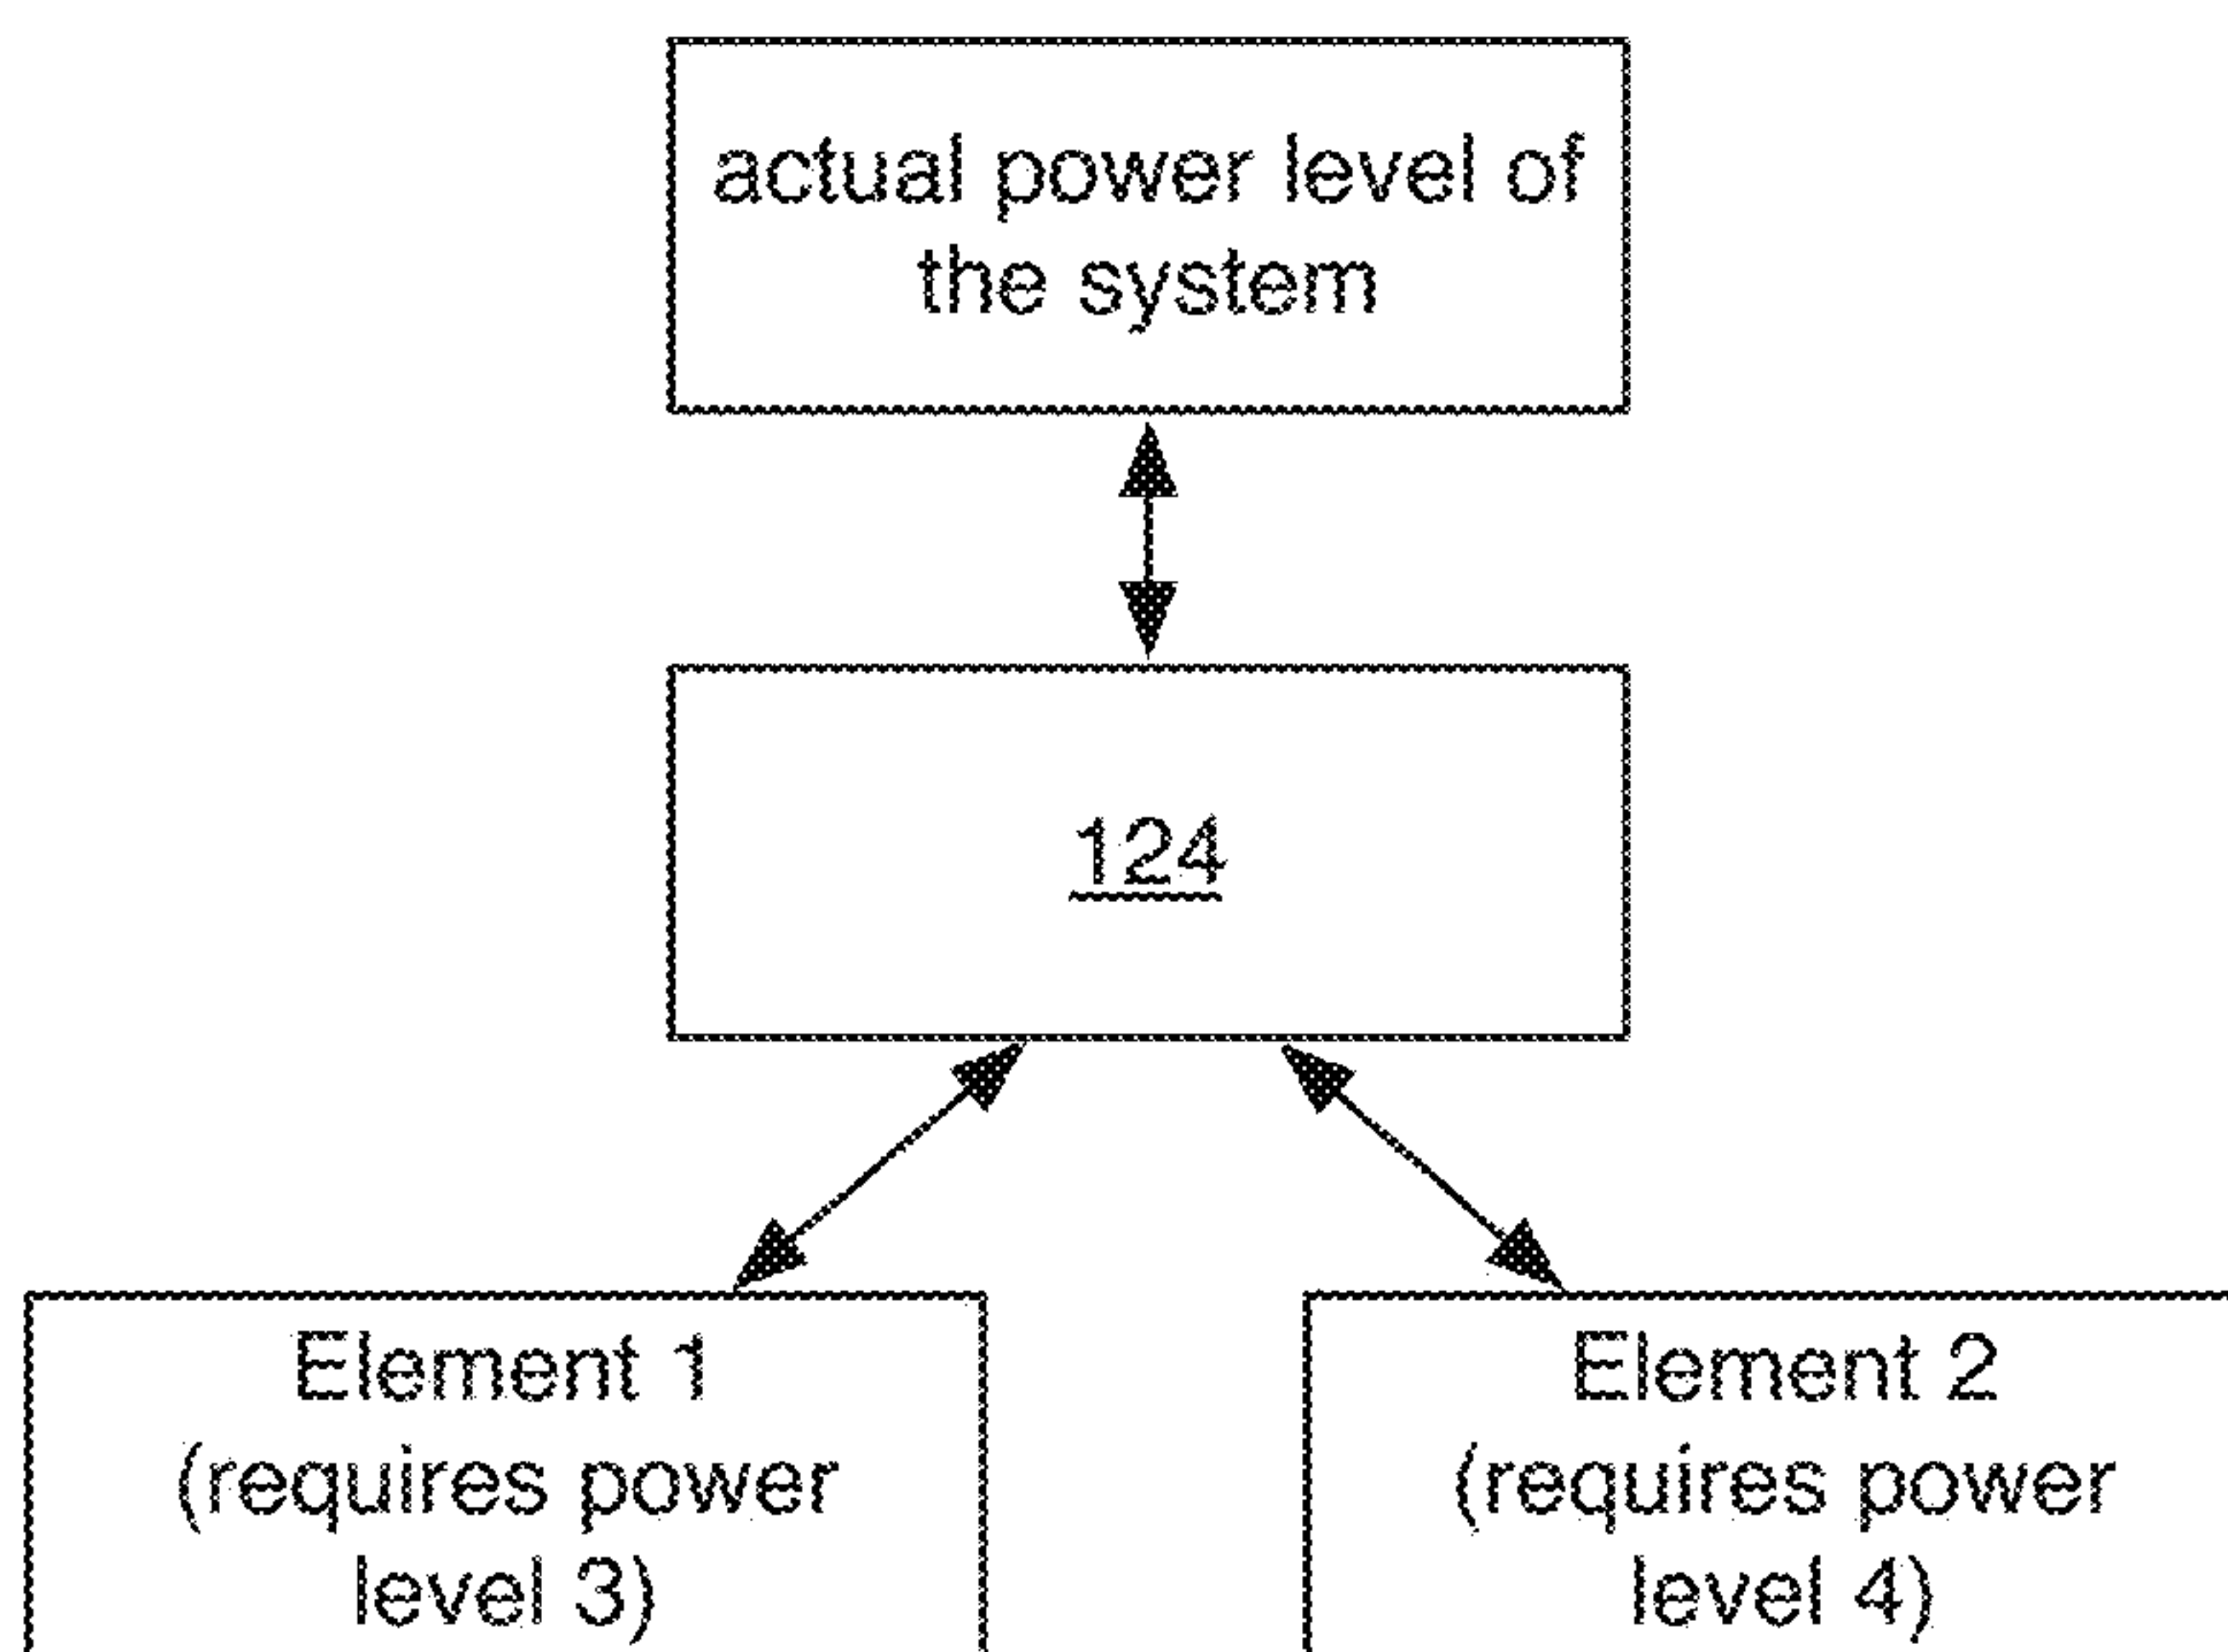 actual power level of
the system
124
Element 1
(requires power
level 3)
Element 2
(requires power
level 4)